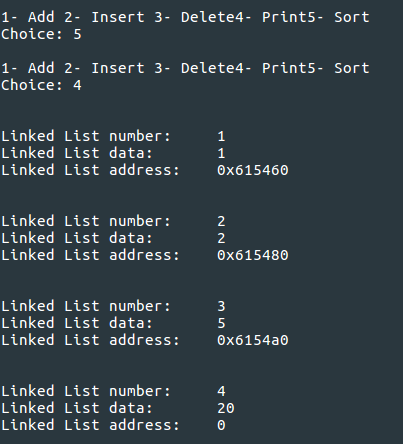 1- Add 2- Insert 3- Delete4- Print5- Sort
Choice: 5
1- Add 2- Insert 3- Delete4- Print5- Sort
Choice: 4
Linked List number: 1
Linked List data: 1
Linked List address: 0x615460
Linked List number: 2
Linked List data: 2
Linked List address: 0x615480
Linked List number: 3
Linked List data: 5
Linked List address: 0x6154a0
Linked List number: 4
Linked List data: 20
Linked List address: 0